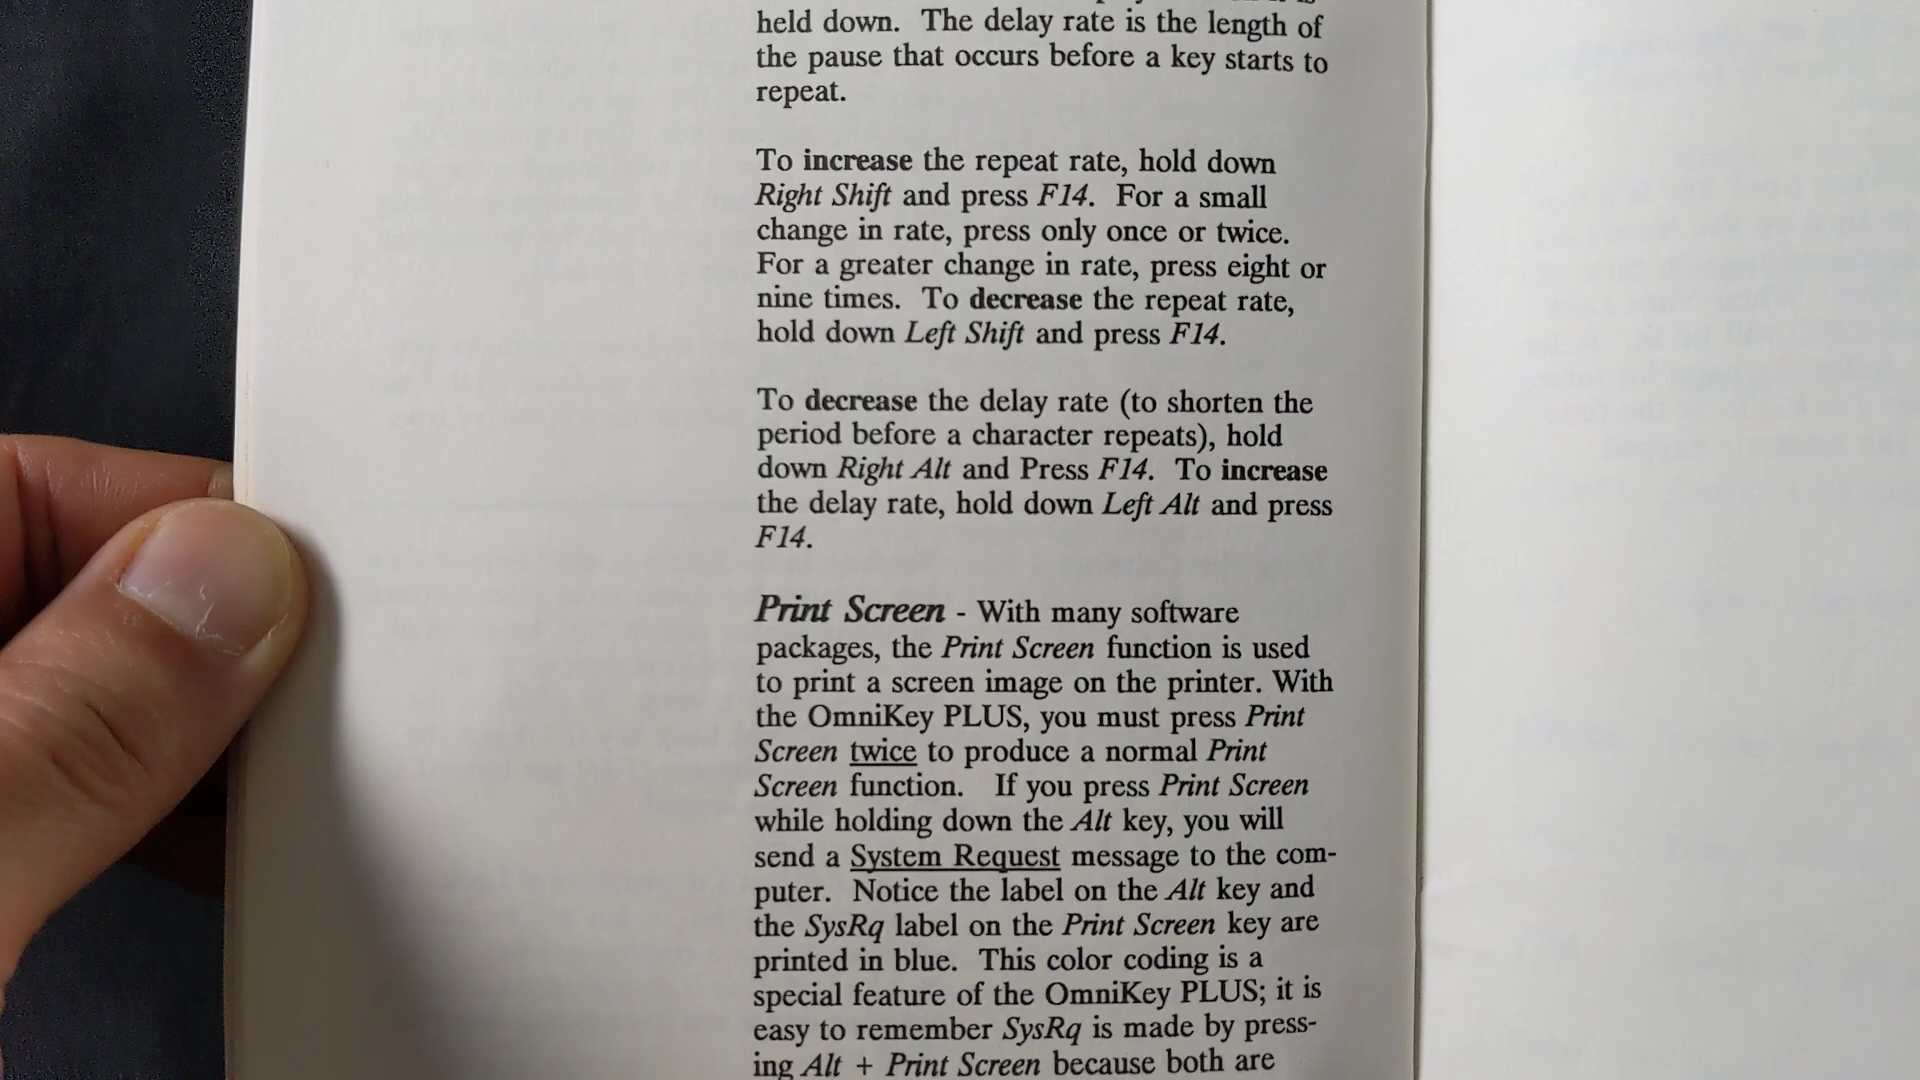 held down. The delay rate is the length of
the pause that occurs before a key starts to
repeat.
To increase the repeat rate, hold down
Right Shift and press F14. For a small
change in rate, press only once or twice.
For a greater change in rate, press eight or
nine times. To decrease the repeat rate,
hold down Left Shift and press F14.
To decrease the delay rate (to shorten the
period before a character repeats), hold
down Right Alt and Press F14. To increase
the delay rate, hold down Left Alt and press
F14.
Print Screen - With many software
packages, the Print Screen function is used
to print a screen image on the printer. With
the OmniKey PLUS, you must press Print
Screen twice to produce a normal Print
Screen function. If you press Print Screen
while holding down the Alt key, you will
send a System Request message to the com-
puter. Notice the label on the Alt key and
the SysRq label on the Print Screen key are
printed in blue. This color coding is a
special feature of the OmniKey PLUS; it is
easy to remember SysRq is made by press-
ing Alt + Print Screen because both are